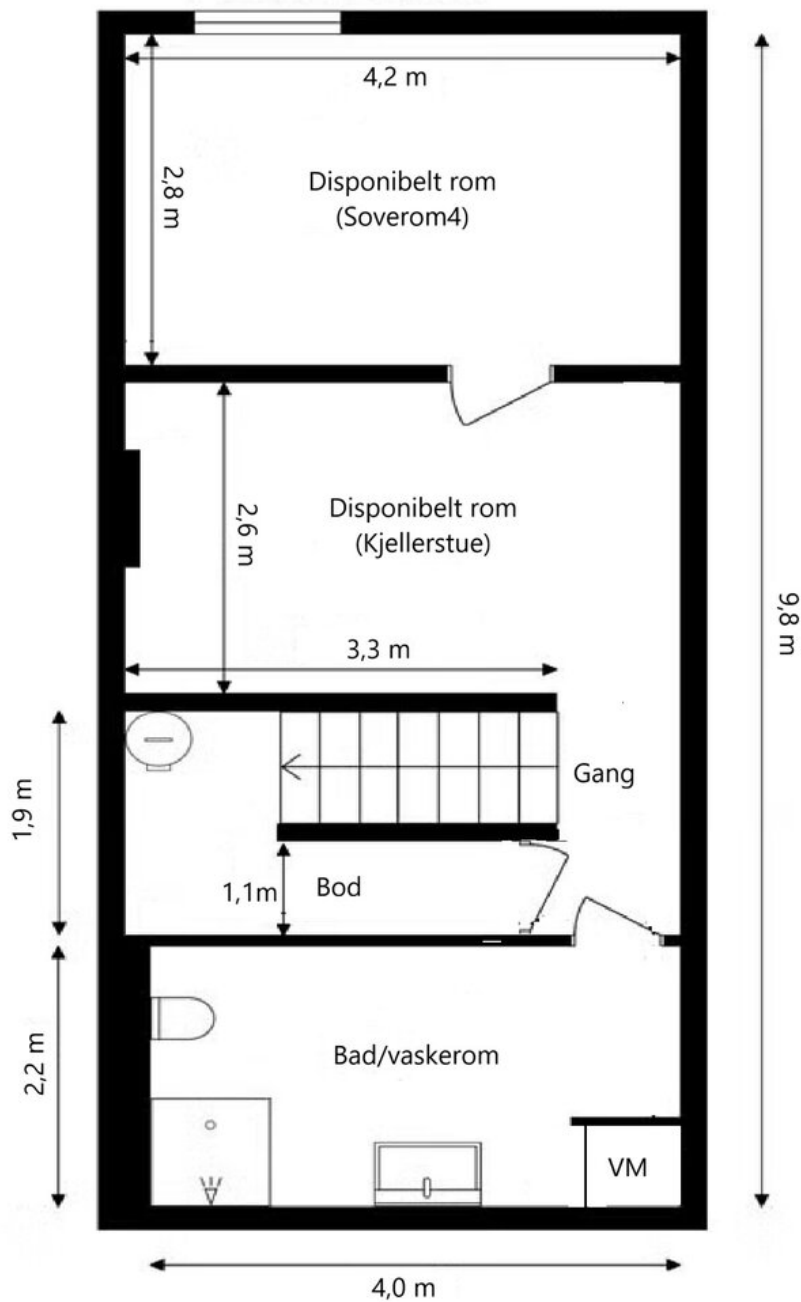 4,2 m
2,8 m
Disponibelt rom
(Soverom4)
2,6 m
Disponibelt rom
(Kjellerstue)
9,8 m
3,3 m
1,9 m
Gang
1,1m
Bod
2,2 m
Bad/vaskerom
VM
4,0 m